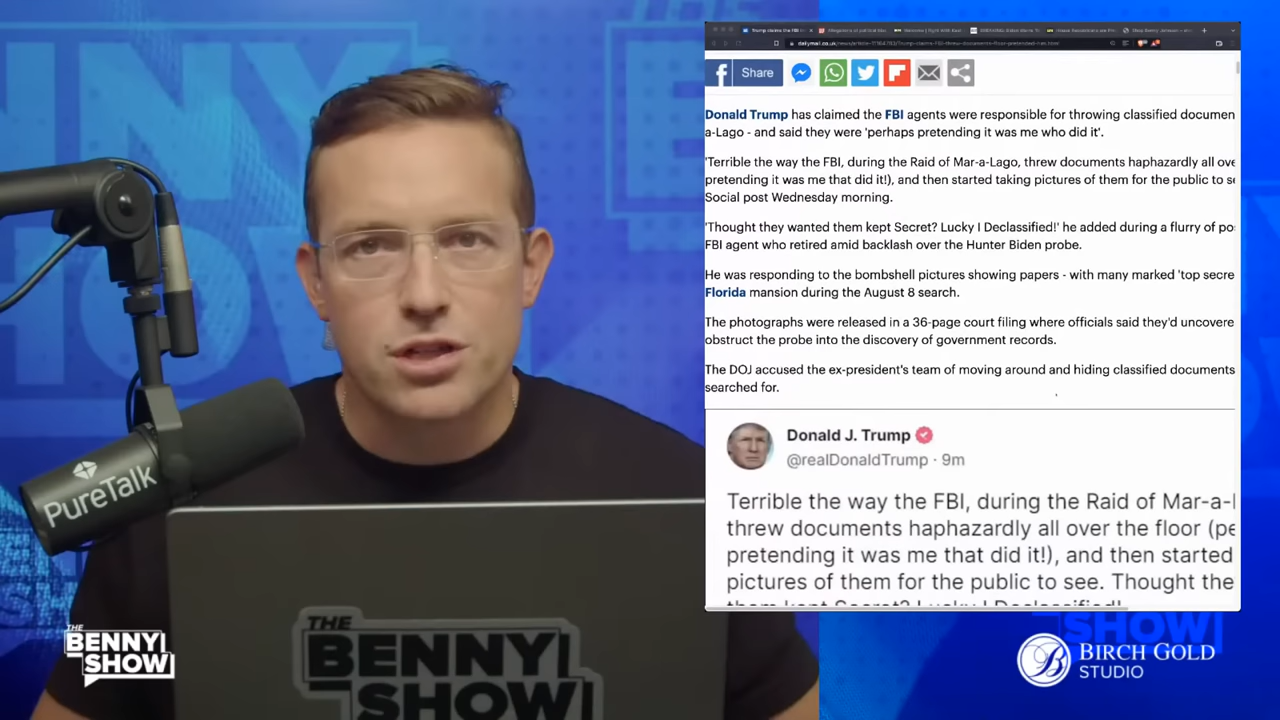 Share
Donald Trump has claimed the FBI agents were responsible for throwing classified documen
a-Lago - and said they were 'perhaps pretending it was me who did it'.
'Terrible the way the FBI, during the Raid of Mar-a-Lago, threw documents haphazardly all ove
pretending it was me that did it!), and then started taking pictures of them for the public to se
Social post Wednesday morning.
'Thought they wanted them kept Secret? Lucky I Declassified!' he added during a flurry of po
FBI agent who retired amid backlash over the Hunter Biden probe.
He was responding to the bombshell pictures showing papers - with many marked 'top secre
Florida mansion during the August 8 search.
The photographs were released in a 36-page court filing where officials said they'd uncovere
obstruct the probe into the discovery of government records.
The DOJ accused the ex-president's team of moving around and hiding classified documents
searched for.
Donald J. Trump
@realDonaldTrump · 9m
Terrible the way the FBI, during the Raid of Mar-a-l
threw documents haphazardly all over the floor (pe
pretending it was me that did it!), and then started
pictures of them for the public to see. Thought the
them kept Secret? Lucky I Declassified!
PureTalk
THE
BENNY
SHOW
THE
BENNY
SHOW
SHOW
BIRCH GOLD
STUDIO